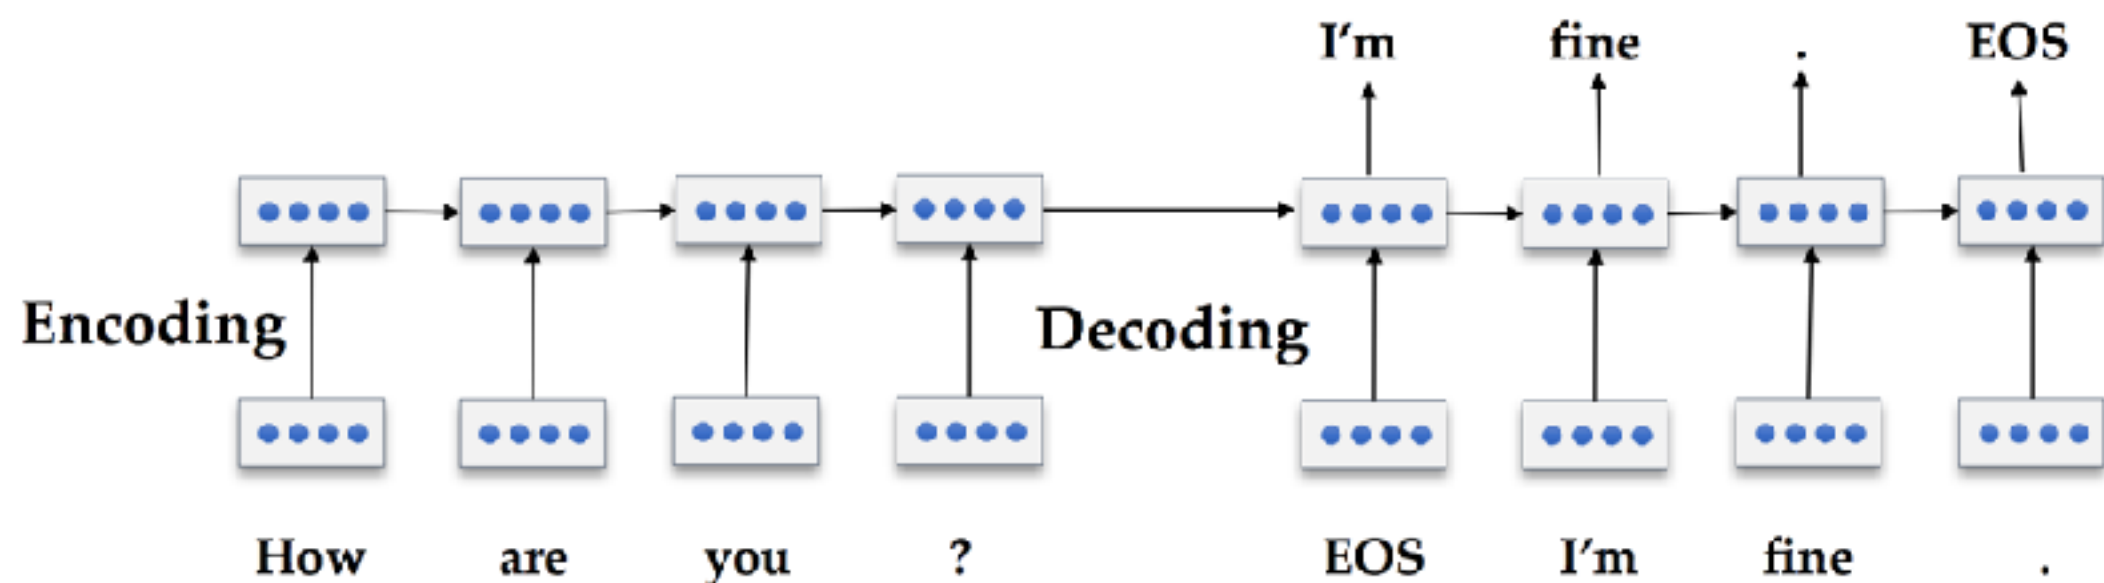 I'm fine . EOS
Encoding Decoding
How are you ? EOS I'm fine .